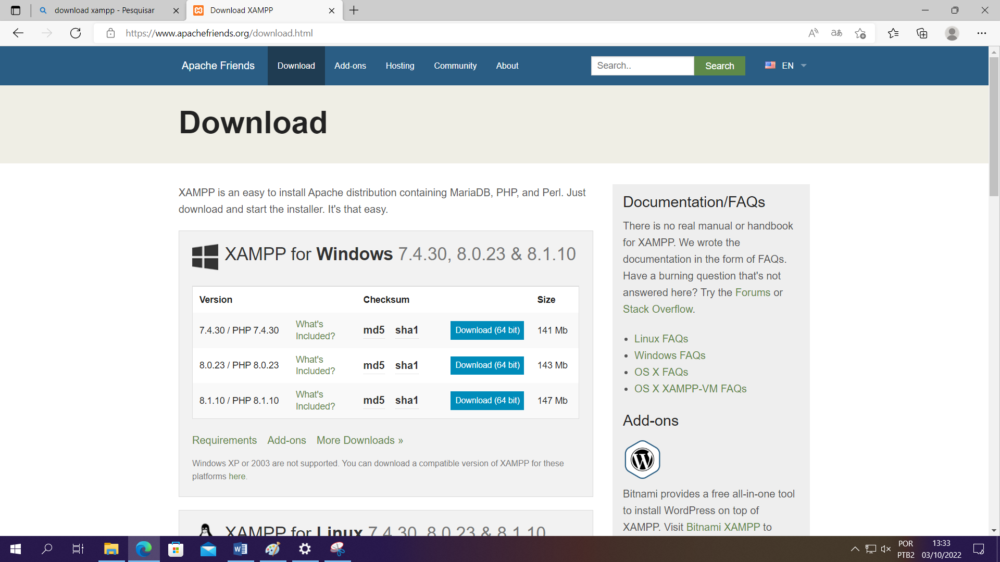 download xampp - Pesquisar
Download XAMPP
https://www.apachefriends.org/download.html
Apache Friends
Download
Add-ons
Hosting
Community
About
Search..
Search
EN
Download
XAMPP is an easy to install Apache distribution containing MariaDB, PHP, and Perl. Just
download and start the installer. It's that easy.
XAMPP for Windows 7.4.30, 8.0.23 & 8.1.10
Version Checksum Size
7.4.30 / PHP 7.4.30 What's Included? md5 sha1 Download (64 bit) 141 Mb
8.0.23 / PHP 8.0.23 What's Included? md5 sha1 Download (64 bit) 143 Mb
8.1.10 / PHP 8.1.10 What's Included? md5 sha1 Download (64 bit) 147 Mb
Requirements Add-ons More Downloads »
Windows XP or 2003 are not supported. You can download a compatible version of XAMPP for these
platforms here.
XAMPP for Linux 7.4.30, 8.0.23 & 8.1.10
Documentation/FAQs
There is no real manual or handbook
for XAMPP. We wrote the
documentation in the form of FAQs.
Have a burning question that's not
answered here? Try the Forums or
Stack Overflow.
• Linux FAQs
• Windows FAQs
• OS X FAQs
• OS X XAMPP-VM FAQs
Add-ons
Bitnami provides a free all-in-one tool
to install WordPress on top of
XAMPP. Visit Bitnami XAMPP to
POR
PTB2
13:33
03/10/2022